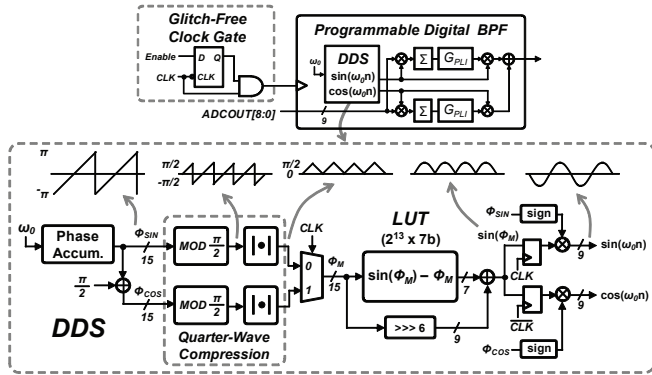 Glitch-Free
Clock Gate
Enable
D Q
CLK
CLK
Programmable Digital BPF
DDS
ω0
sin(ω0n)
cos(ω0n)
Σ
GPLI
Σ
GPLI
ADCOUT[8:0]
9
π
-π
π/2
-π/2
π/2
0
ω0
Phase
Accum.
ΦSIN
15
π/2
ΦCOS
15
MOD π/2
|•|
MOD π/2
|•|
Quarter-Wave
Compression
DDS
CLK
0
1
ΦM
15
LUT
(2^13 x 7b)
sin(ΦM) – ΦM
7
>>> 6
9
sin(ΦM)
CLK
CLK
ΦSIN
sign
9
sin(ω0n)
9
cos(ω0n)
ΦCOS
sign